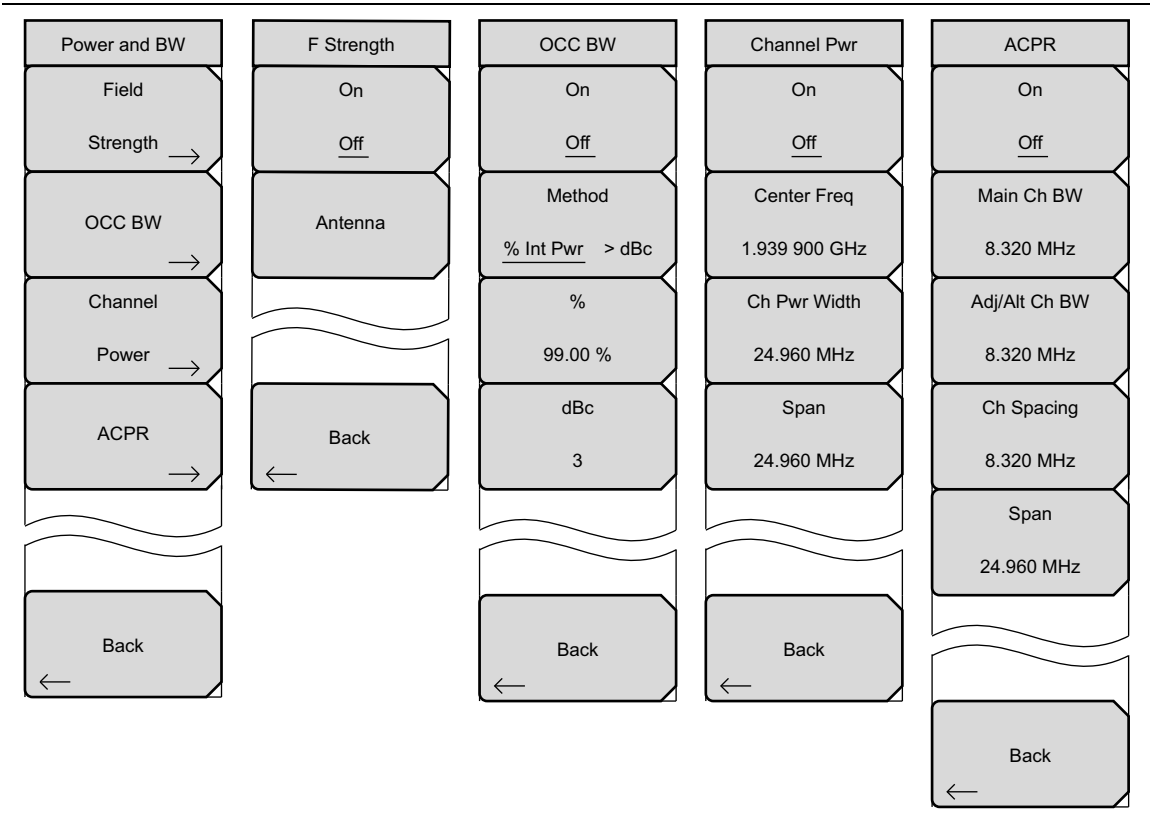 Power and BW
Field
Strength
OCC BW
Channel
Power
ACPR
Back
F Strength
On
Off
Antenna
Back
OCC BW
On
Off
Method
% Int Pwr > dBc
%
99.00 %
dBc
3
Back
Channel Pwr
On
Off
Center Freq
1.939 900 GHz
Ch Pwr Width
24.960 MHz
Span
24.960 MHz
Back
ACPR
On
Off
Main Ch BW
8.320 MHz
Adj/Alt Ch BW
8.320 MHz
Ch Spacing
8.320 MHz
Span
24.960 MHz
Back